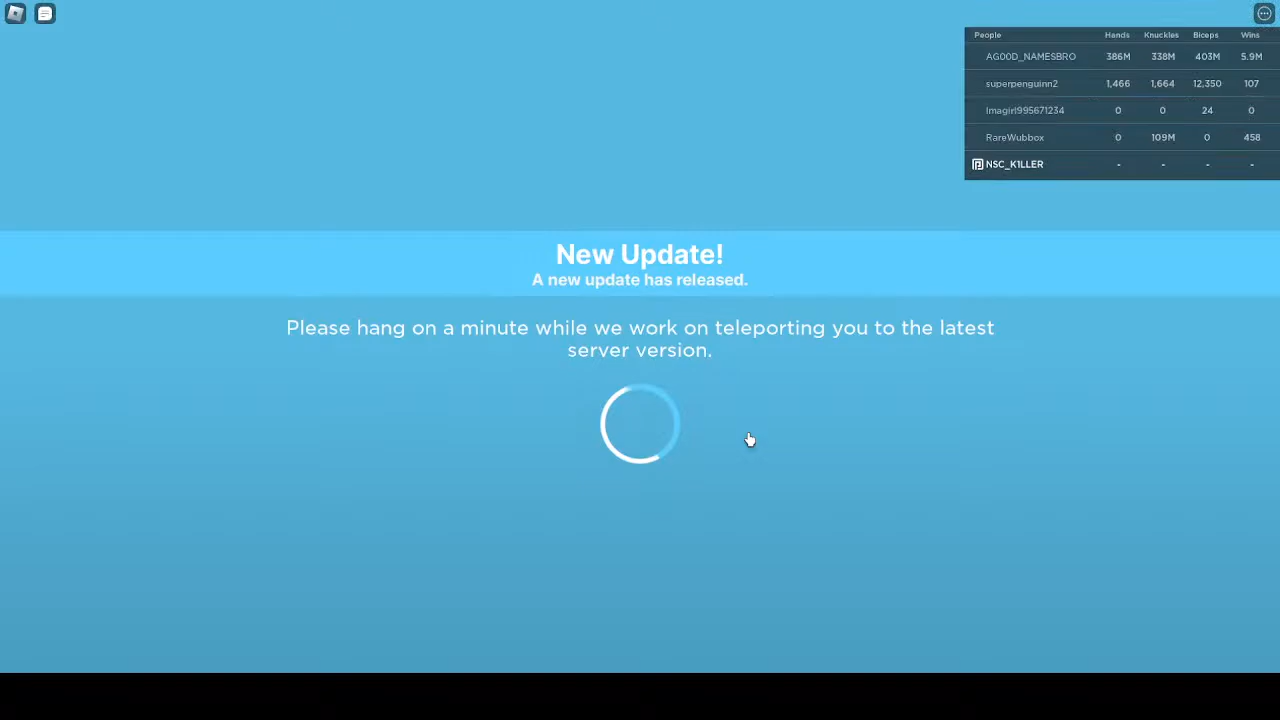 People Hands Knuckles Biceps Wins
AG00D_NAMESBRO 386M 338M 403M 5.9M
superpenguinn2 1,466 1,664 12,350 107
Imagirl995671234 0 0 24 0
RareWubbox 0 109M 0 458
NSC_K1LLER - - - -
New Update!
A new update has released.
Please hang on a minute while we work on teleporting you to the latest
server version.